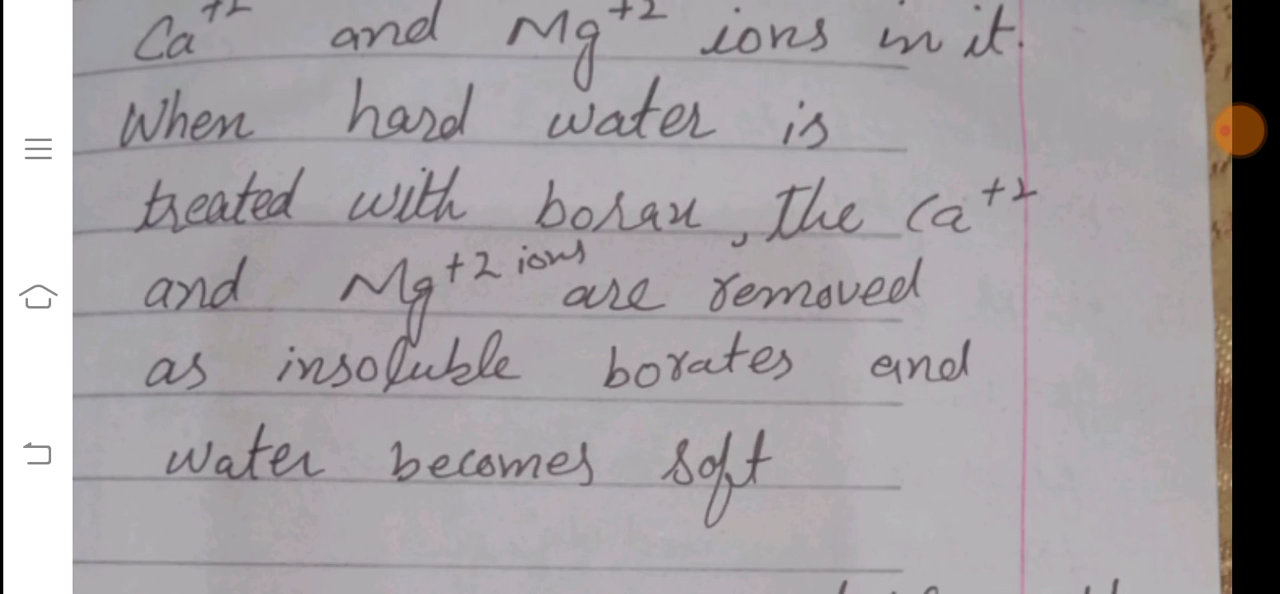 Ca+2 and Mg+2 ions in it.
When hard water is
treated with borax, the Ca+2
and Mg+2 ions are removed
as insoluble borates and
water becomes soft